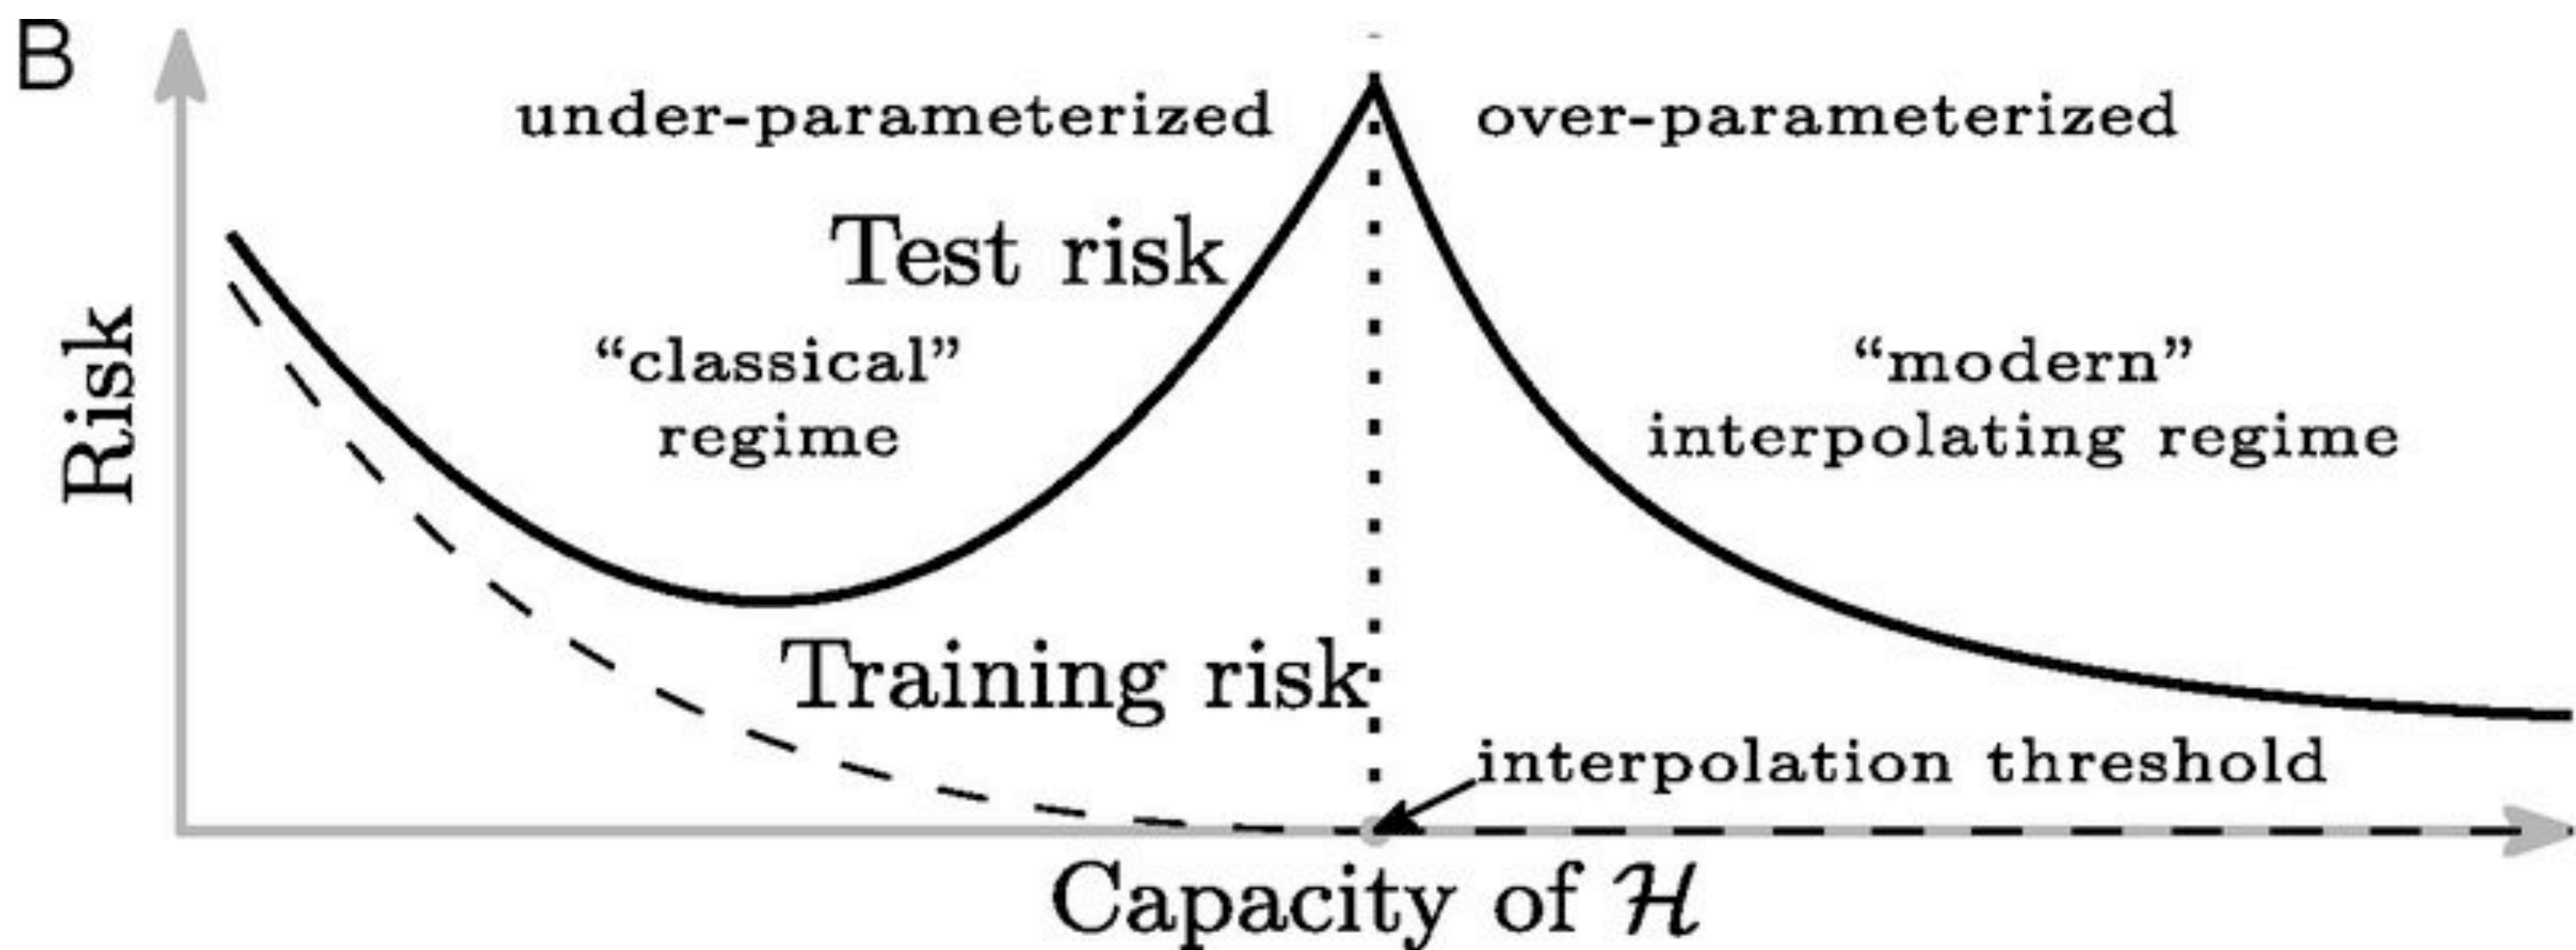 B
under-parameterized
over-parameterized
Test risk
“classical”
regime
“modern”
interpolating regime
Risk
Training risk
interpolation threshold
Capacity of ℋ